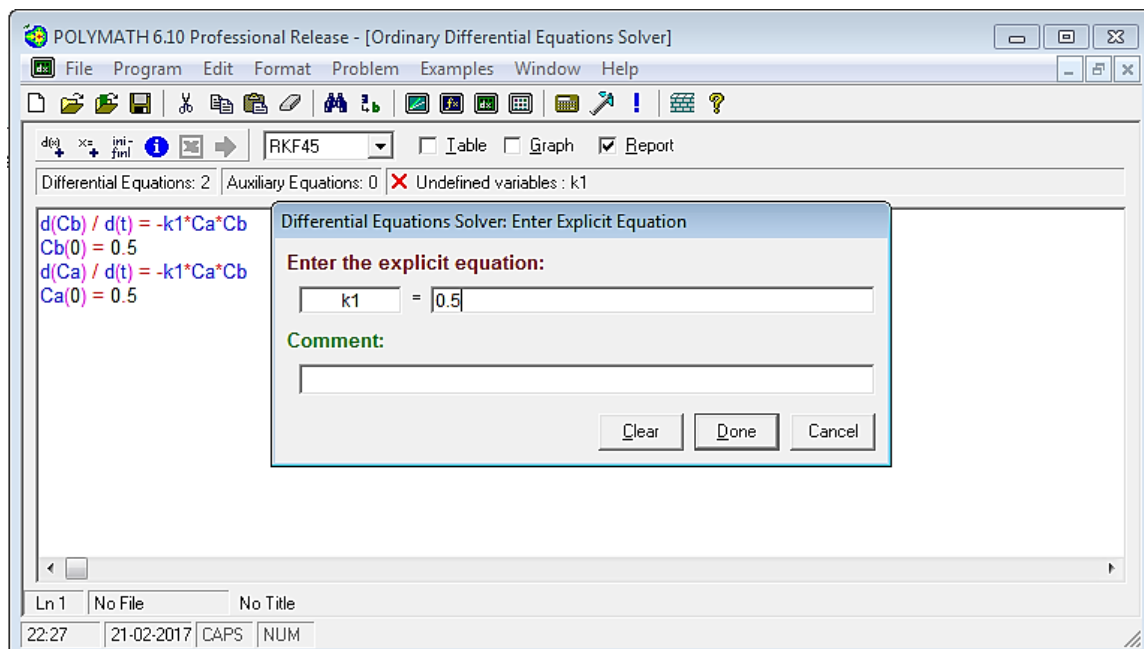 POLYMATH 6.10 Professional Release - [Ordinary Differential Equations Solver]
File Program Edit Format Problem Examples Window Help
d(x) x= ini- finl RKF45 Table Graph Report
Differential Equations: 2 Auxiliary Equations: 0 Undefined variables : k1
d(Cb) / d(t) = -k1*Ca*Cb
Cb(0) = 0.5
d(Ca) / d(t) = -k1*Ca*Cb
Ca(0) = 0.5
Differential Equations Solver: Enter Explicit Equation
Enter the explicit equation:
k1 = 0.5
Comment:
Clear Done Cancel
Ln 1 No File No Title
22:27 21-02-2017 CAPS NUM